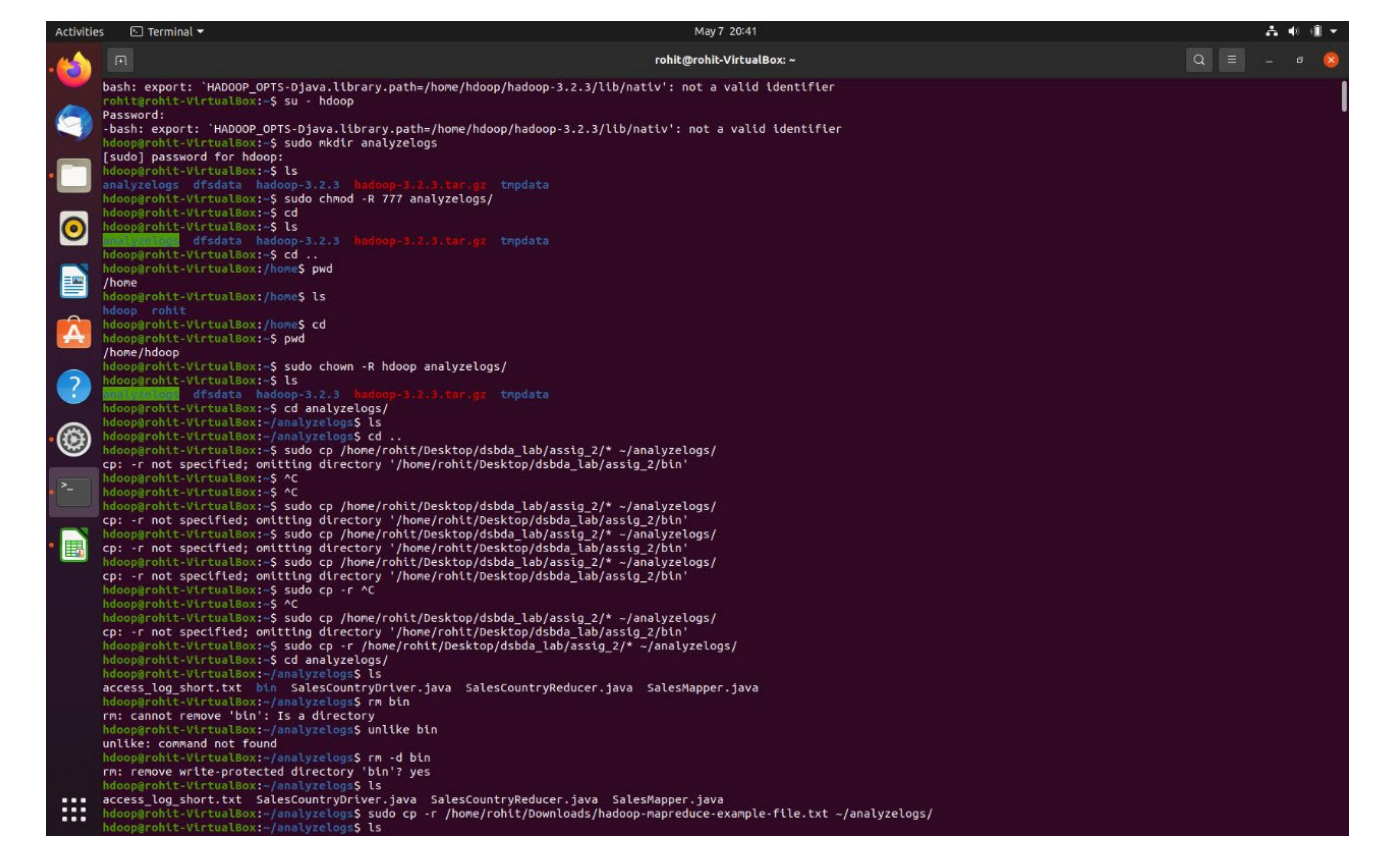 Activities Terminal May 7 20:41
rohit@rohit-VirtualBox: ~
bash: export: `HADOOP_OPTS-Djava.library.path=/home/hdoop/hadoop-3.2.3/lib/nativ': not a valid identifier
rohit@rohit-VirtualBox:~$ su - hdoop
Password:
-bash: export: `HADOOP_OPTS-Djava.library.path=/home/hdoop/hadoop-3.2.3/lib/nativ': not a valid identifier
hdoop@rohit-VirtualBox:~$ sudo mkdir analyzelogs
[sudo] password for hdoop:
hdoop@rohit-VirtualBox:~$ ls
analyzelogs dfsdata hadoop-3.2.3 hadoop-3.2.3.tar.gz tmpdata
hdoop@rohit-VirtualBox:~$ sudo chmod -R 777 analyzelogs/
hdoop@rohit-VirtualBox:~$ cd
hdoop@rohit-VirtualBox:~$ ls
analyzelogs dfsdata hadoop-3.2.3 hadoop-3.2.3.tar.gz tmpdata
hdoop@rohit-VirtualBox:~$ cd ..
hdoop@rohit-VirtualBox:/home$ pwd
/home
hdoop@rohit-VirtualBox:/home$ ls
hdoop rohit
hdoop@rohit-VirtualBox:/home$ cd
hdoop@rohit-VirtualBox:~$ pwd
/home/hdoop
hdoop@rohit-VirtualBox:~$ sudo chown -R hdoop analyzelogs/
hdoop@rohit-VirtualBox:~$ ls
analyzelogs dfsdata hadoop-3.2.3 hadoop-3.2.3.tar.gz tmpdata
hdoop@rohit-VirtualBox:~$ cd analyzelogs/
hdoop@rohit-VirtualBox:~/analyzelogs$ ls
hdoop@rohit-VirtualBox:~/analyzelogs$ cd ..
hdoop@rohit-VirtualBox:~$ sudo cp /home/rohit/Desktop/dsbda_lab/assig_2/* ~/analyzelogs/
cp: -r not specified; omitting directory '/home/rohit/Desktop/dsbda_lab/assig_2/bin'
hdoop@rohit-VirtualBox:~$ ^C
hdoop@rohit-VirtualBox:~$ ^C
hdoop@rohit-VirtualBox:~$ sudo cp /home/rohit/Desktop/dsbda_lab/assig_2/* ~/analyzelogs/
cp: -r not specified; omitting directory '/home/rohit/Desktop/dsbda_lab/assig_2/bin'
hdoop@rohit-VirtualBox:~$ sudo cp /home/rohit/Desktop/dsbda_lab/assig_2/* ~/analyzelogs/
cp: -r not specified; omitting directory '/home/rohit/Desktop/dsbda_lab/assig_2/bin'
hdoop@rohit-VirtualBox:~$ sudo cp /home/rohit/Desktop/dsbda_lab/assig_2/* ~/analyzelogs/
cp: -r not specified; omitting directory '/home/rohit/Desktop/dsbda_lab/assig_2/bin'
hdoop@rohit-VirtualBox:~$ sudo cp -r ^C
hdoop@rohit-VirtualBox:~$ ^C
hdoop@rohit-VirtualBox:~$ sudo cp /home/rohit/Desktop/dsbda_lab/assig_2/* ~/analyzelogs/
cp: -r not specified; omitting directory '/home/rohit/Desktop/dsbda_lab/assig_2/bin'
hdoop@rohit-VirtualBox:~$ sudo cp -r /home/rohit/Desktop/dsbda_lab/assig_2/* ~/analyzelogs/
hdoop@rohit-VirtualBox:~$ cd analyzelogs/
hdoop@rohit-VirtualBox:~/analyzelogs$ ls
access_log_short.txt bin SalesCountryDriver.java SalesCountryReducer.java SalesMapper.java
hdoop@rohit-VirtualBox:~/analyzelogs$ rm bin
rm: cannot remove 'bin': Is a directory
hdoop@rohit-VirtualBox:~/analyzelogs$ unlike bin
unlike: command not found
hdoop@rohit-VirtualBox:~/analyzelogs$ rm -d bin
rm: remove write-protected directory 'bin'? yes
hdoop@rohit-VirtualBox:~/analyzelogs$ ls
access_log_short.txt SalesCountryDriver.java SalesCountryReducer.java SalesMapper.java
hdoop@rohit-VirtualBox:~/analyzelogs$ sudo cp -r /home/rohit/Downloads/hadoop-mapreduce-example-file.txt ~/analyzelogs/
hdoop@rohit-VirtualBox:~/analyzelogs$ ls